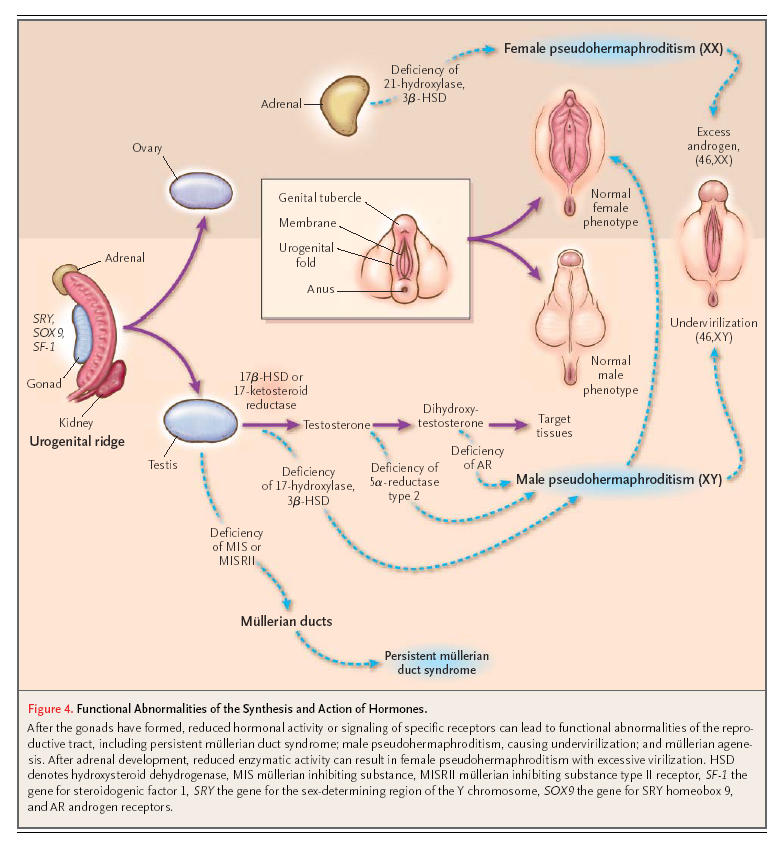 Female pseudohermaphroditism (XX)
Deficiency of
21-hydroxylase,
3β-HSD
Adrenal
Excess
androgen,
(46,XX)
Ovary
Genital tubercle
Membrane
Urogenital
fold
Anus
Normal
female
phenotype
Adrenal
SRY,
SOX9,
SF-1
Gonad
Kidney
Urogenital ridge
Undervirilization
(46,XY)
Normal
male
phenotype
17β-HSD or
17-ketosteroid
reductase
Testosterone
Dihydroxy-
testosterone
Target
tissues
Testis
Deficiency
of 17-hydroxylase,
3β-HSD
Deficiency of
5α-reductase
type 2
Deficiency
of AR
Male pseudohermaphroditism (XY)
Deficiency
of MIS or
MISRII
Müllerian ducts
Persistent müllerian
duct syndrome
Figure 4. Functional Abnormalities of the Synthesis and Action of Hormones.
After the gonads have formed, reduced hormonal activity or signaling of specific receptors can lead to functional abnormalities of the repro-
ductive tract, including persistent müllerian duct syndrome; male pseudohermaphroditism, causing undervirilization; and müllerian agene-
sis. After adrenal development, reduced enzymatic activity can result in female pseudohermaphroditism with excessive virilization. HSD
denotes hydroxysteroid dehydrogenase, MIS müllerian inhibiting substance, MISRII müllerian inhibiting substance type II receptor, SF-1 the
gene for steroidogenic factor 1, SRY the gene for the sex-determining region of the Y chromosome, SOX9 the gene for SRY homeobox 9,
and AR androgen receptors.